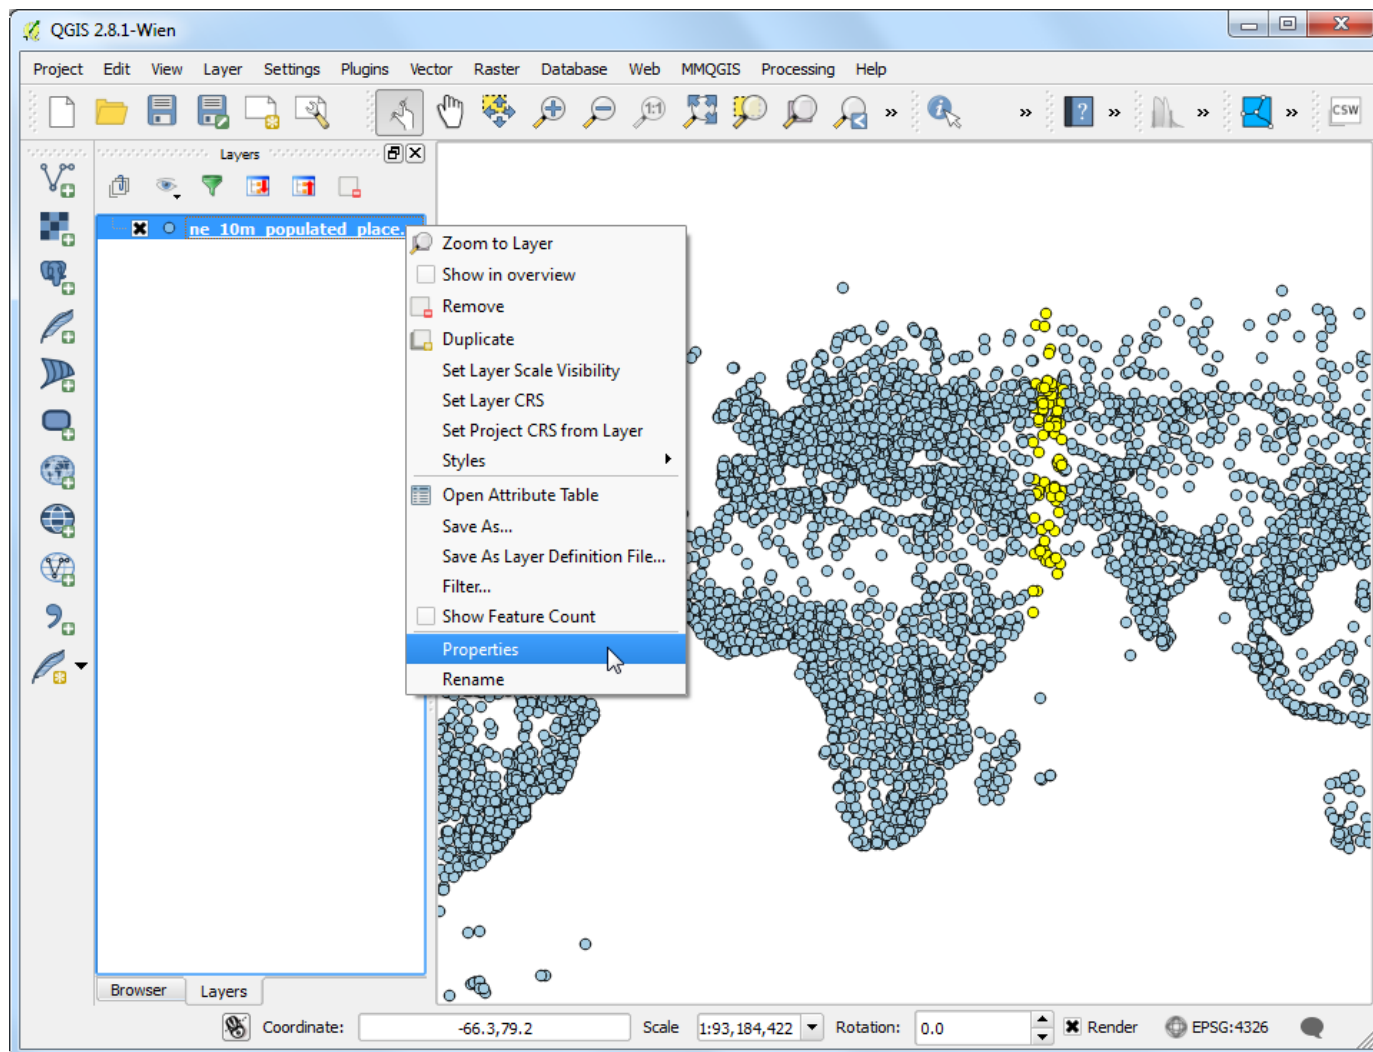 QGIS 2.8.1-Wien
Project Edit View Layer Settings Plugins Vector Raster Database Web MMQGIS Processing Help
1:1 » » ? » » » CSW
Layers
ne_10m_populated_place.
Zoom to Layer
Show in overview
Remove
Duplicate
Set Layer Scale Visibility
Set Layer CRS
Set Project CRS from Layer
Styles
Open Attribute Table
Save As...
Save As Layer Definition File...
Filter...
Show Feature Count
Properties
Rename
Browser Layers
Coordinate: -66.3,79.2 Scale 1:93,184,422 Rotation: 0.0 Render EPSG:4326